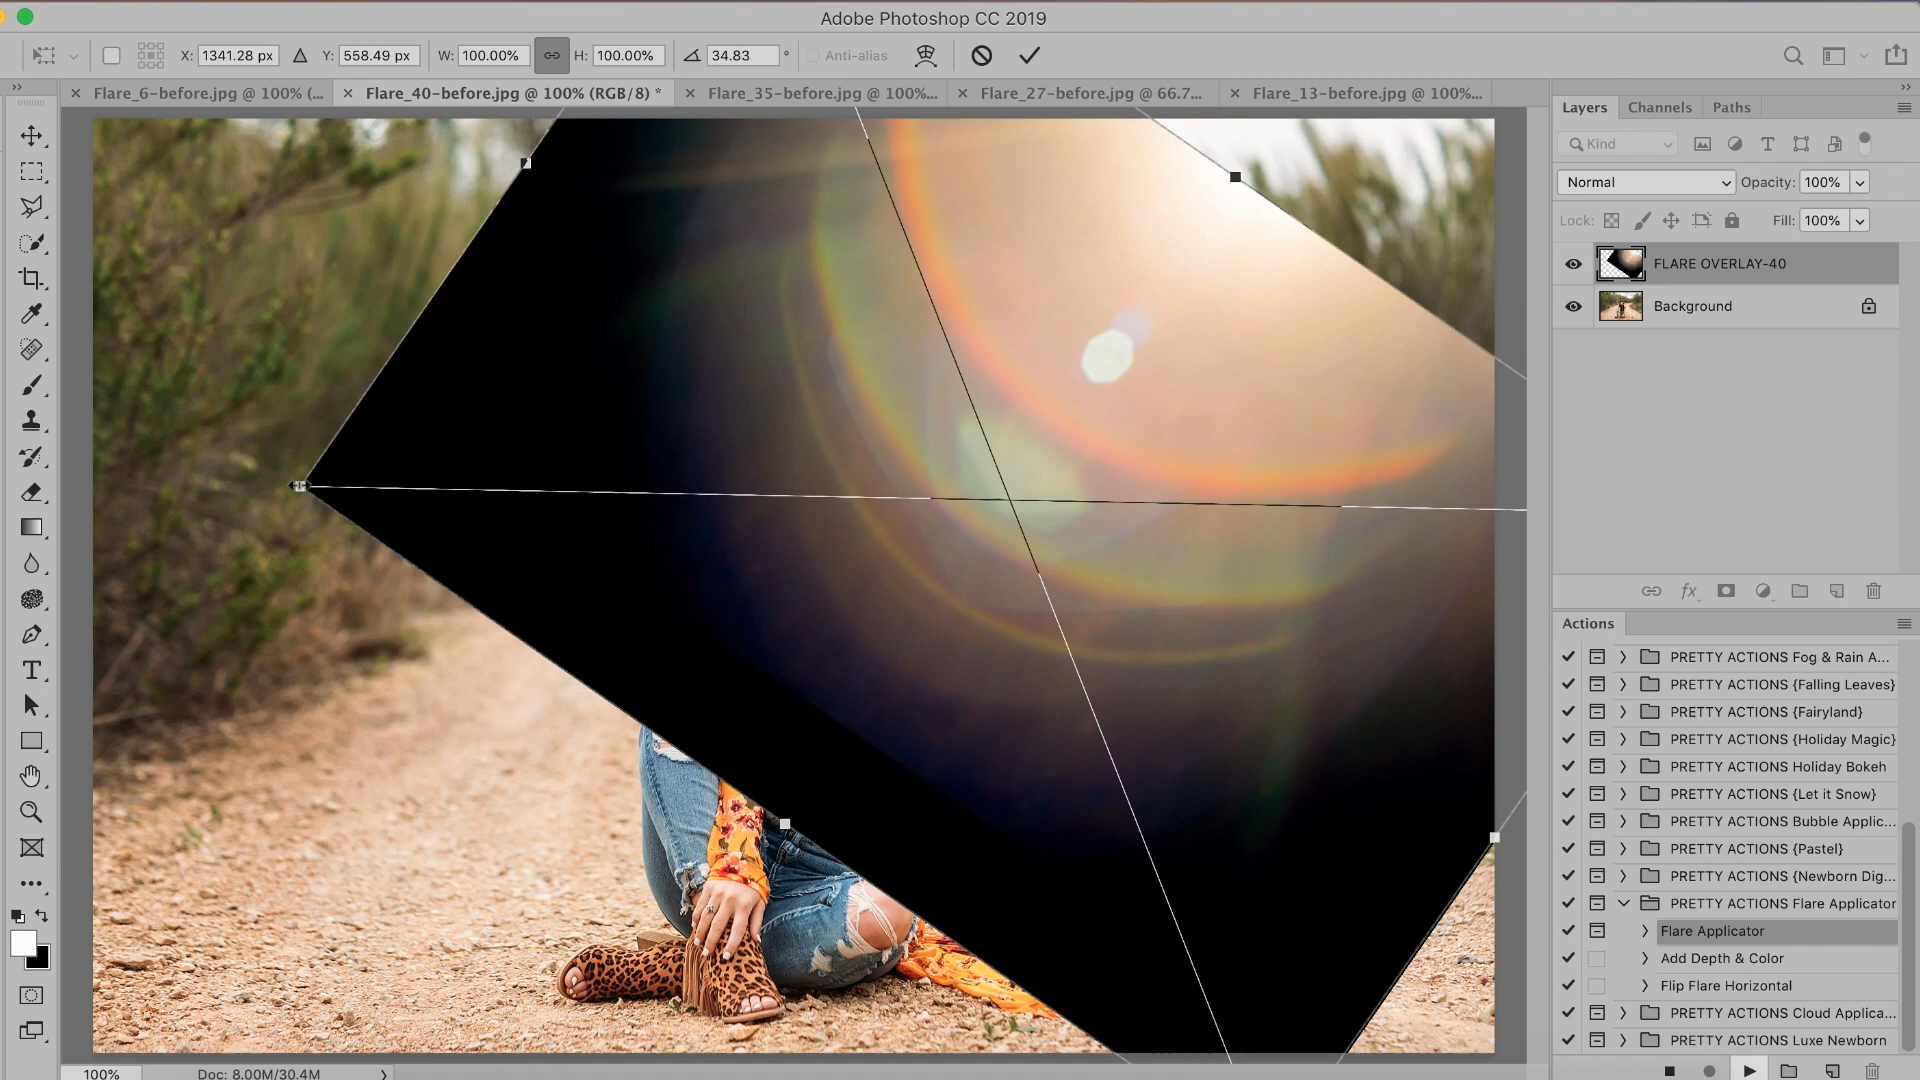 Adobe Photoshop CC 2019
X: 1341.28 px Y: 558.49 px W: 100.00% H: 100.00% 34.83 ° Anti-alias
Flare_6-before.jpg @ 100% (... Flare_40-before.jpg @ 100% (RGB/8) * Flare_35-before.jpg @ 100%... Flare_27-before.jpg @ 66.7... Flare_13-before.jpg @ 100%...
Layers Channels Paths
Kind
Normal Opacity: 100%
Lock: Fill: 100%
FLARE OVERLAY-40
Background
fx
Actions
PRETTY ACTIONS Fog & Rain A...
PRETTY ACTIONS {Falling Leaves}
PRETTY ACTIONS {Fairyland}
PRETTY ACTIONS {Holiday Magic}
PRETTY ACTIONS Holiday Bokeh
PRETTY ACTIONS {Let it Snow}
PRETTY ACTIONS Bubble Applic...
PRETTY ACTIONS {Pastel}
PRETTY ACTIONS {Newborn Dig...
PRETTY ACTIONS Flare Applicator
Flare Applicator
Add Depth & Color
Flip Flare Horizontal
PRETTY ACTIONS Cloud Applica...
PRETTY ACTIONS Luxe Newborn
100% Doc: 8.00M/30.4M